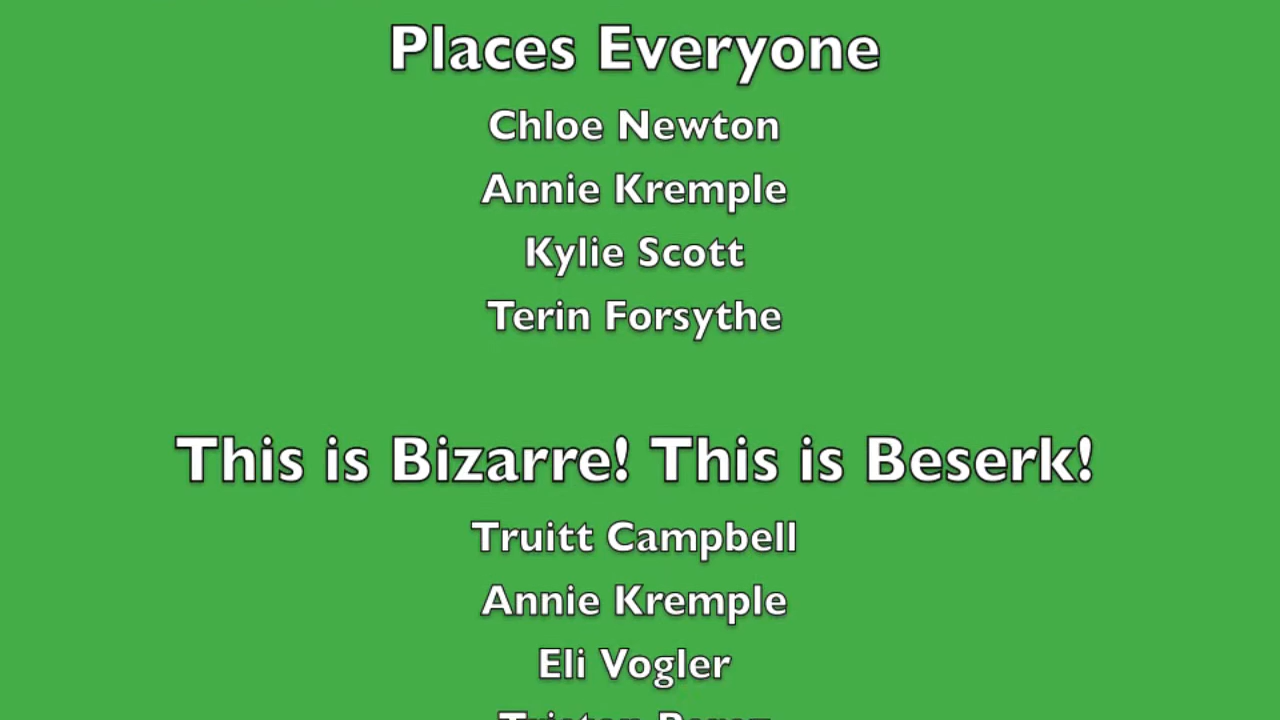 Places Everyone
Chloe Newton
Annie Kremple
Kylie Scott
Terin Forsythe
This is Bizarre! This is Beserk!
Truitt Campbell
Annie Kremple
Eli Vogler